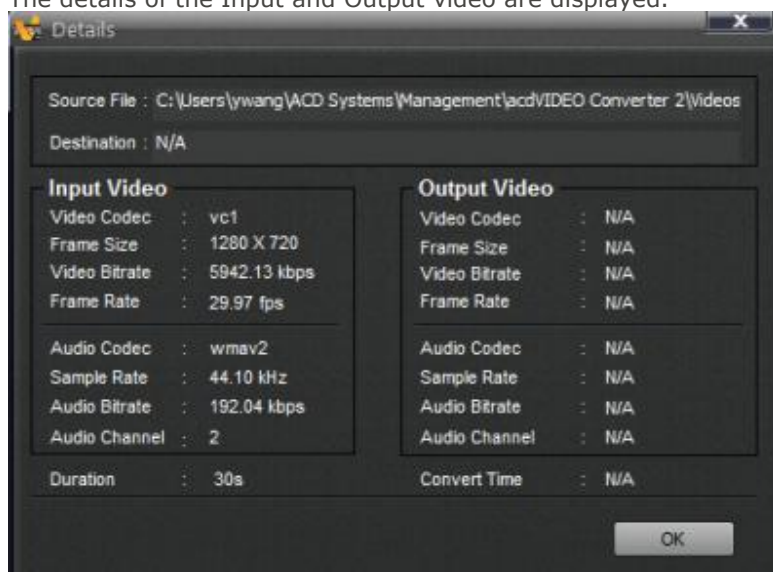 The details of the Input and Output video are displayed.
Details
X
Source File : C:\Users\ywang\ACD Systems\Management\acdVIDEO Converter 2\Videos
Destination : N/A
Input Video
Video Codec : vc1
Frame Size : 1280 X 720
Video Bitrate : 5942.13 kbps
Frame Rate : 29.97 fps
Audio Codec : wmav2
Sample Rate : 44.10 kHz
Audio Bitrate : 192.04 kbps
Audio Channel : 2
Duration : 30s
Output Video
Video Codec : N/A
Frame Size : N/A
Video Bitrate : N/A
Frame Rate : N/A
Audio Codec : N/A
Sample Rate : N/A
Audio Bitrate : N/A
Audio Channel : N/A
Convert Time : N/A
OK